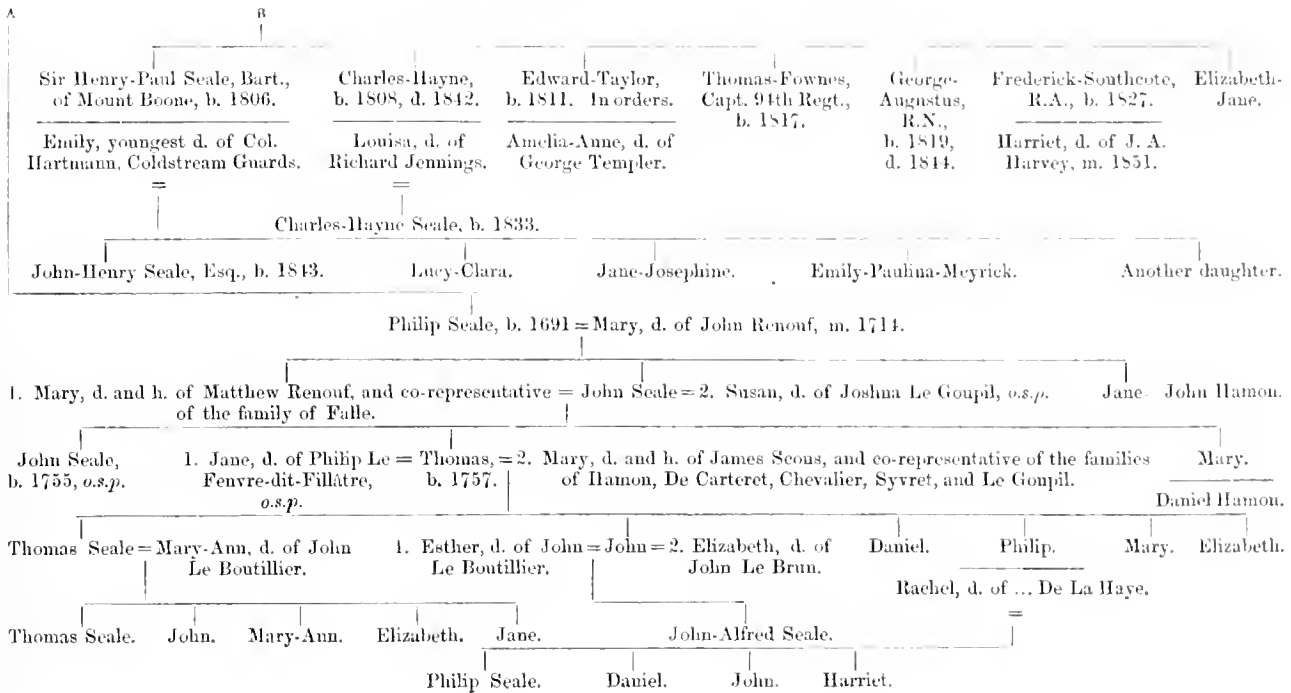 A B
Sir Henry-Paul Seale, Bart., of Mount Boone, b. 1806.
Emily, youngest d. of Col. Hartmann, Coldstream Guards.
=
Charles-Hayne, b. 1808, d. 1842.
Louisa, d. of Richard Jennings.
=
Edward-Taylor, b. 1811. In orders.
Amelia-Anne, d. of George Templer.
Thomas-Fownes, Capt. 94th Regt., b. 1817.
George-Augustus, R.N., b. 1819, d. 1844.
Frederick-Southcote, R.A., b. 1827.
Harriet, d. of J. A. Harvey, m. 1851.
Elizabeth-Jane.
Charles-Hayne Seale, b. 1833.
John-Henry Seale, Esq., b. 1843. Lucy-Clara. Jane-Josephine. Emily-Paulina-Meyrick. Another daughter.
Philip Seale, b. 1691 = Mary, d. of John Renouf, m. 1714.
1. Mary, d. and h. of Matthew Renouf, and co-representative = John Seale = 2. Susan, d. of Joshua Le Goupil, o.s.p. Jane- John Hamon.
of the family of Falle.
John Seale, 1. Jane, d. of Philip Le = Thomas, = 2. Mary, d. and h. of James Scous, and co-representative of the families Mary.
b. 1755, o.s.p. Fenvre-dit-Fillâtre, b. 1757. of Hamon, De Carteret, Chevalier, Syvret, and Le Goupil.
o.s.p. Daniel Hamon.
Thomas Seale = Mary-Ann, d. of John 1. Esther, d. of John = John = 2. Elizabeth, d. of Daniel. Philip. Mary. Elizabeth.
Le Boutillier. Le Boutillier. John Le Brun.
Rachel, d. of ... De La Haye.
=
Thomas Seale. John. Mary-Ann. Elizabeth. Jane. John-Alfred Seale.
Philip Seale. Daniel. John. Harriet.